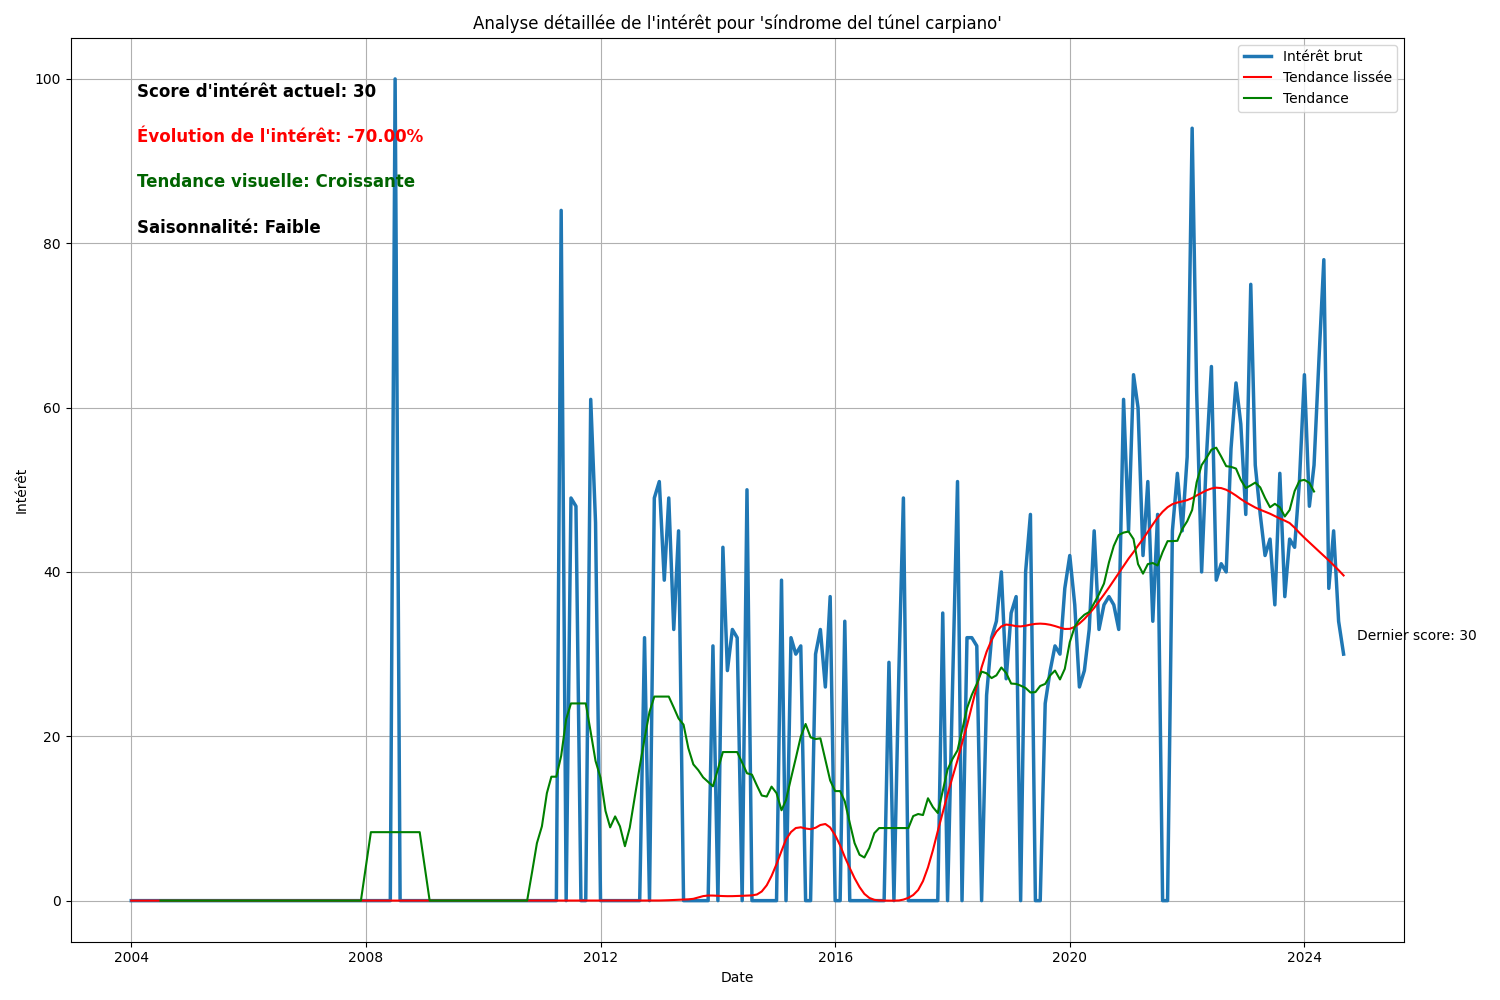 Analyse détaillée de l'intérêt pour 'síndrome del túnel carpiano'
Intérêt brut
Tendance lissée
Tendance
Score d'intérêt actuel: 30
Évolution de l'intérêt: -70.00%
Tendance visuelle: Croissante
Saisonnalité: Faible
100
80
60
40
20
0
Intérêt
Dernier score: 30
2004
2008
2012
2016
2020
2024
Date